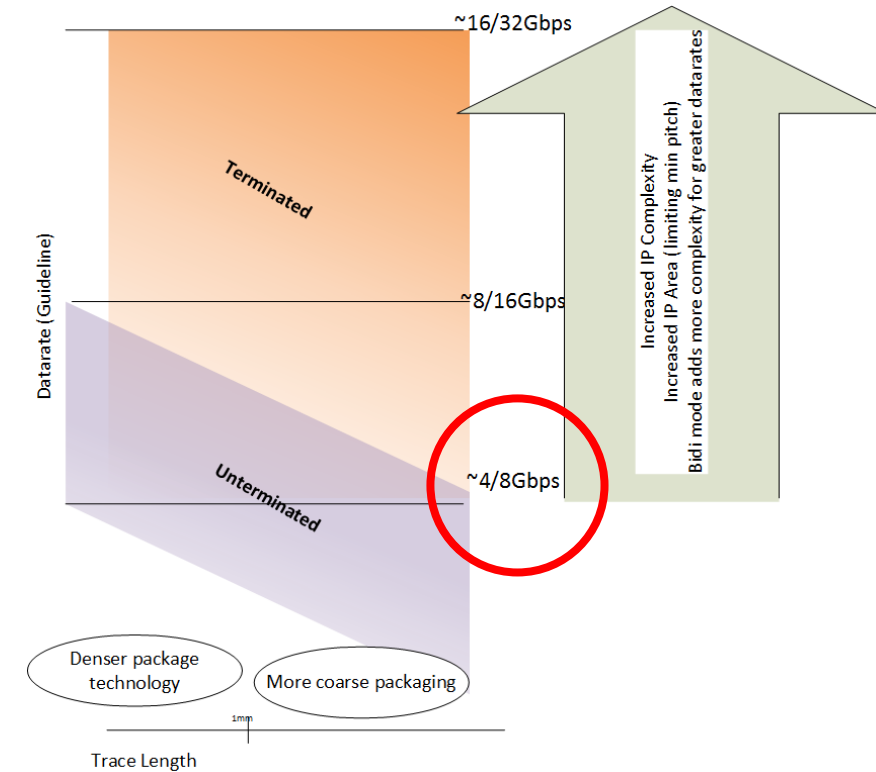 ~16/32Gbps
Terminated
Increased IP Complexity
Increased IP Area (limiting min pitch)
Bidi mode adds more complexity for greater datarates
~8/16Gbps
Datarate (Guideline)
Unterminated
~4/8Gbps
Denser package
technology
More coarse packaging
1mm
Trace Length